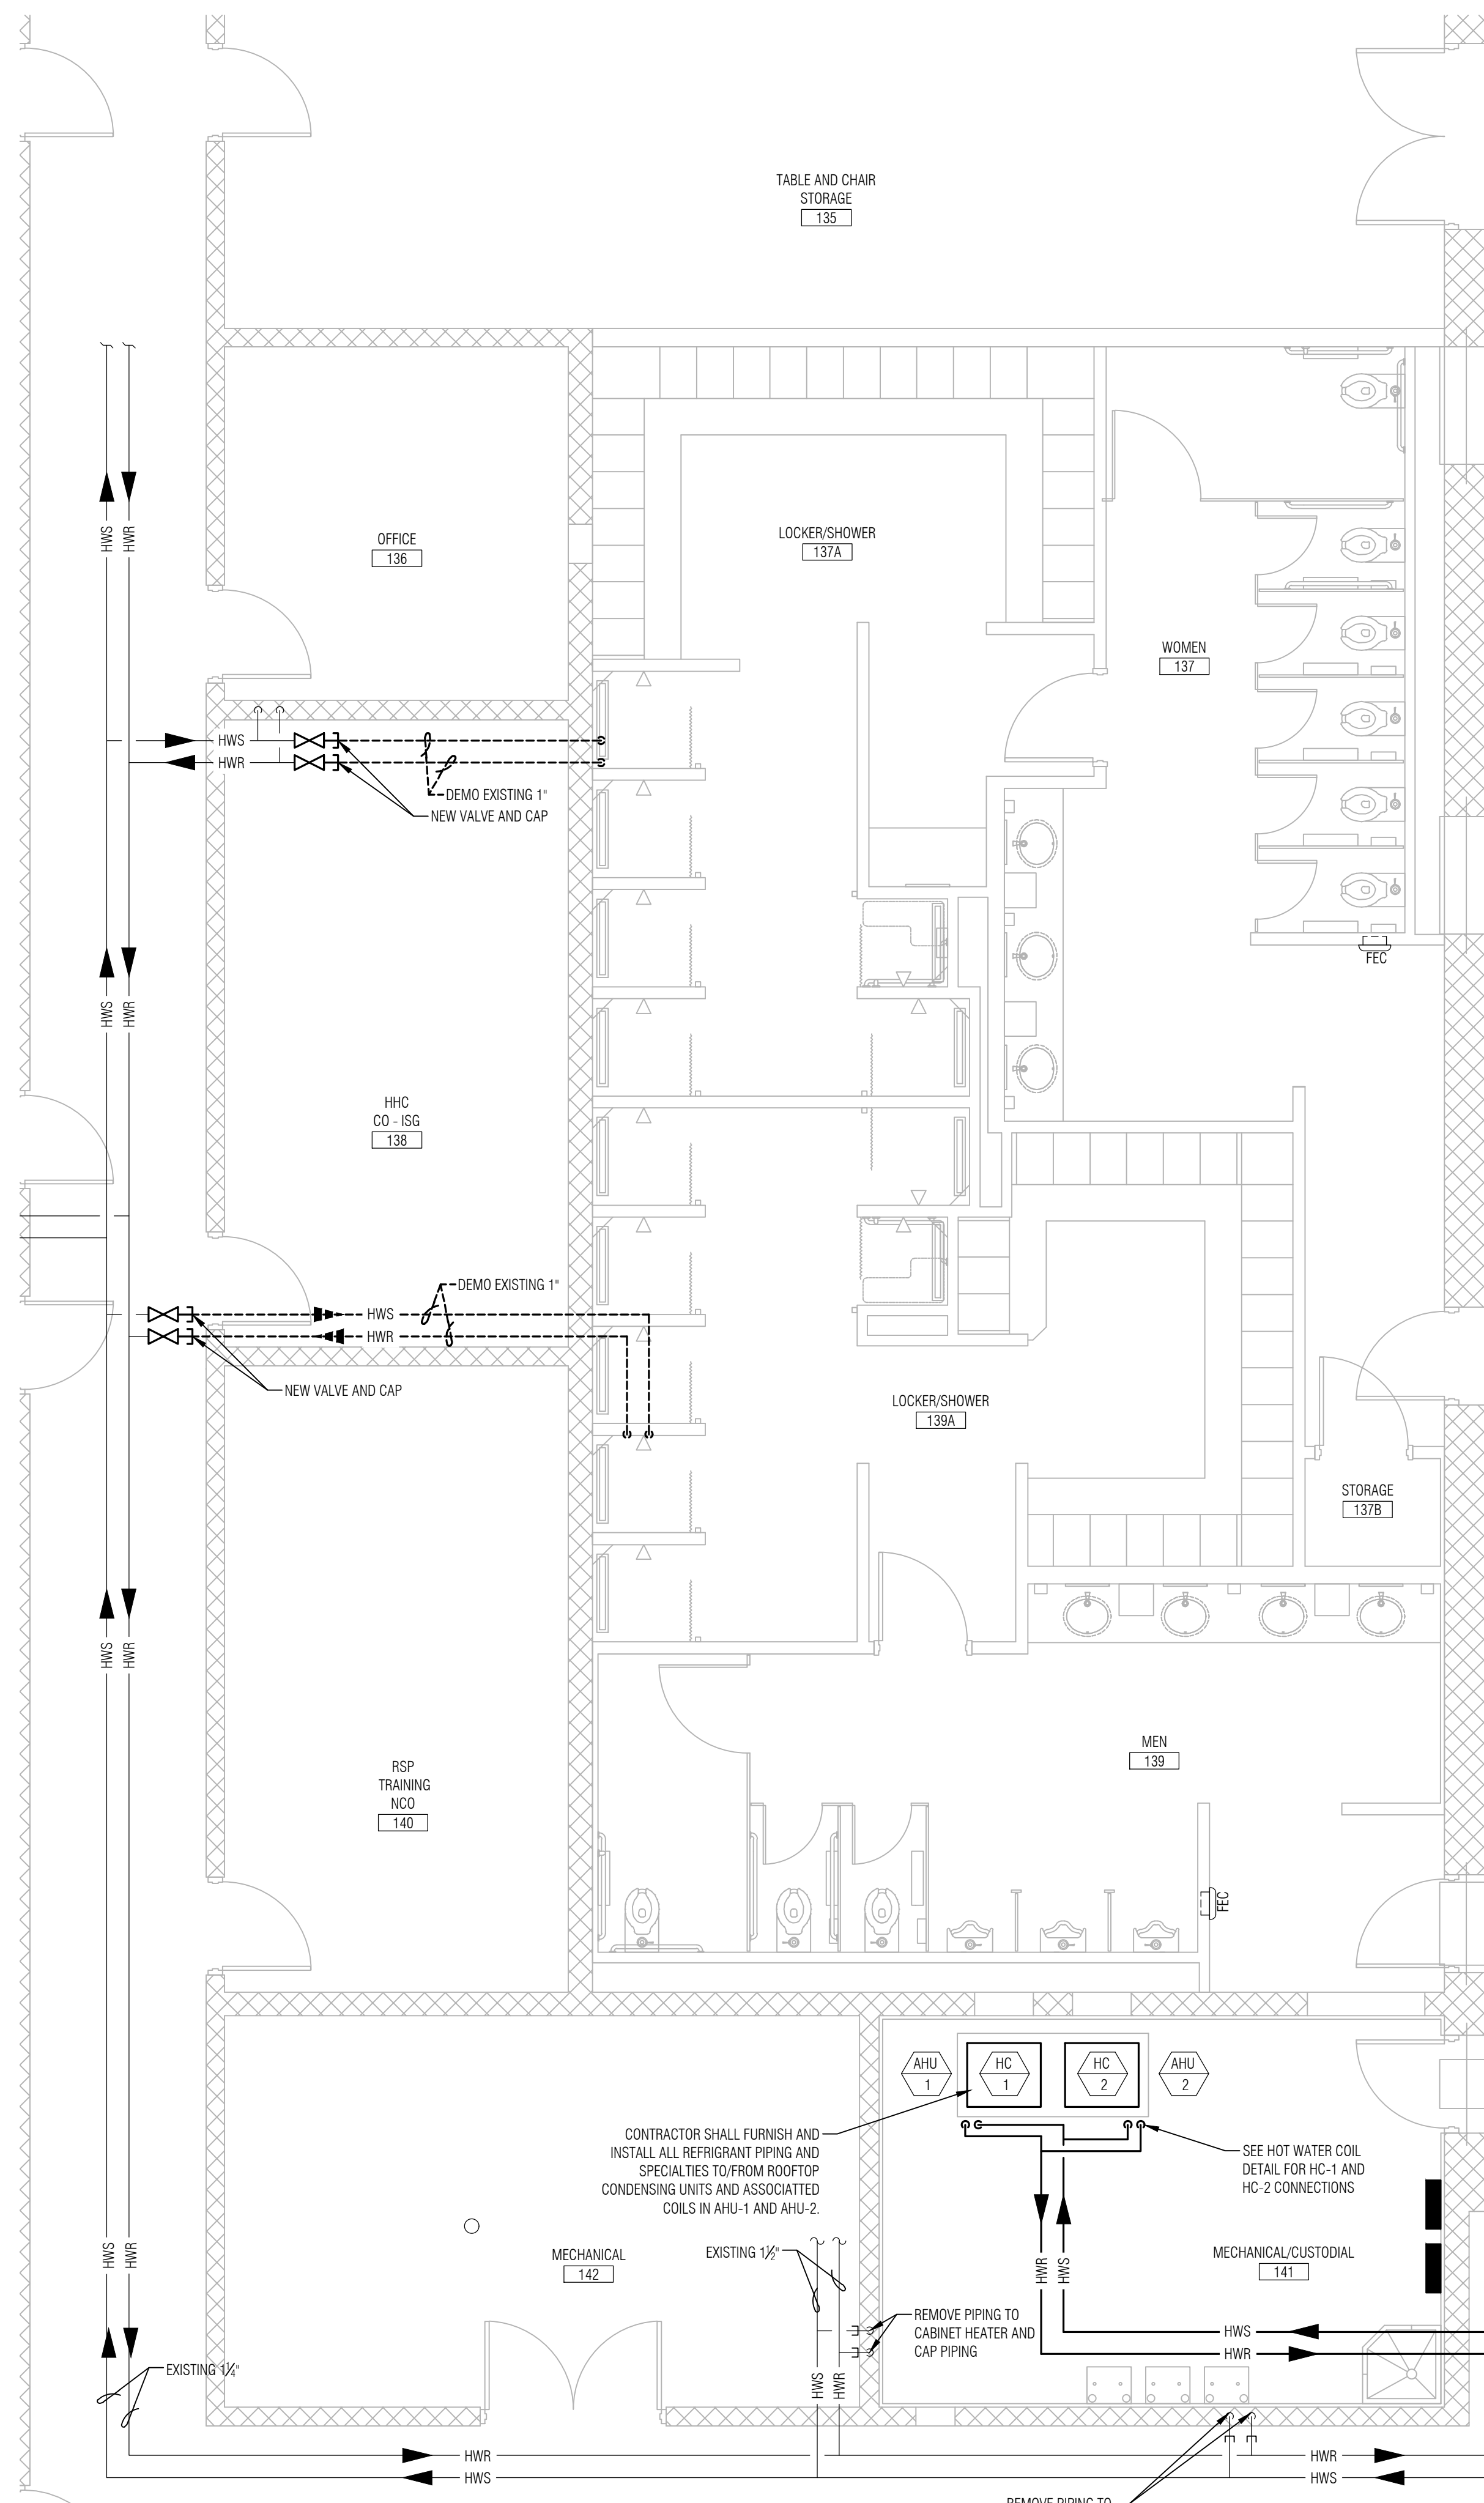 TABLE AND CHAIR
STORAGE
135
HWS
HWR
OFFICE
136
LOCKER/SHOWER
137A
WOMEN
137
HWS
HWR
DEMO EXISTING 1"
NEW VALVE AND CAP
FEC
HWS
HWR
HHC
CO - ISG
138
DEMO EXISTING 1"
HWS
HWR
NEW VALVE AND CAP
LOCKER/SHOWER
139A
STORAGE
137B
HWS
HWR
MEN
139
RSP
TRAINING
NCO
140
FEC
AHU
1
HC
1
HC
2
AHU
2
CONTRACTOR SHALL FURNISH AND
INSTALL ALL REFRIGRANT PIPING AND
SPECIALTIES TO/FROM ROOFTOP
CONDENSING UNITS AND ASSOCIATTED
COILS IN AHU-1 AND AHU-2.
SEE HOT WATER COIL
DETAIL FOR HC-1 AND
HC-2 CONNECTIONS
HWS
HWR
MECHANICAL
142
EXISTING 1½"
HWR
HWS
MECHANICAL/CUSTODIAL
141
REMOVE PIPING TO
CABINET HEATER AND
CAP PIPING
HWS
HWR
EXISTING 1¼"
HWS
HWR
HWR
HWS
HWR
HWS
REMOVE PIPING TO